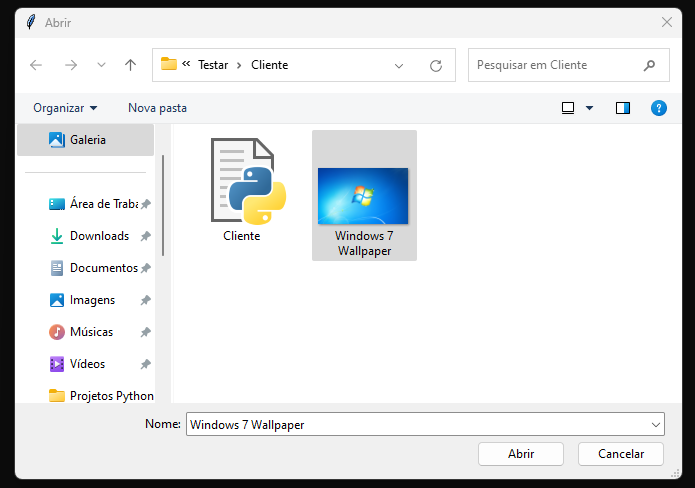 Abrir
Testar > Cliente
Pesquisar em Cliente
Organizar
Nova pasta
?
Galeria
Área de Traba
Downloads
Documentos
Imagens
Músicas
Vídeos
Projetos Python
Cliente
Windows 7
Wallpaper
Nome: Windows 7 Wallpaper
Abrir
Cancelar